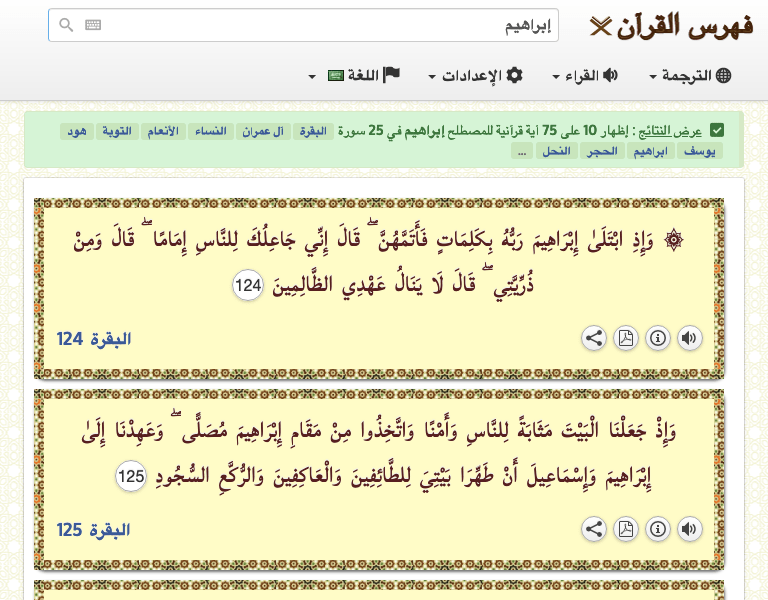 فهرس القرآن
إبراهيم
الترجمة القراء الإعدادات اللغة
عرض النتائج : إظهار 10 على 75 آية قرآنية للمصطلح إبراهيم في 25 سورة البقرة آل عمران النساء الأنعام التوبة هود
يوسف ابراهيم الحجر النحل ...
۞ وَإِذِ ابْتَلَىٰ إِبْرَاهِيمَ رَبُّهُ بِكَلِمَاتٍ فَأَتَمَّهُنَّ ۖ قَالَ إِنِّي جَاعِلُكَ لِلنَّاسِ إِمَامًا ۖ قَالَ وَمِنْ
ذُرِّيَّتِي ۖ قَالَ لَا يَنَالُ عَهْدِي الظَّالِمِينَ 124
البقرة 124
وَإِذْ جَعَلْنَا الْبَيْتَ مَثَابَةً لِلنَّاسِ وَأَمْنًا وَاتَّخِذُوا مِنْ مَقَامِ إِبْرَاهِيمَ مُصَلًّى ۖ وَعَهِدْنَا إِلَىٰ
إِبْرَاهِيمَ وَإِسْمَاعِيلَ أَنْ طَهِّرَا بَيْتِيَ لِلطَّائِفِينَ وَالْعَاكِفِينَ وَالرُّكَّعِ السُّجُودِ 125
البقرة 125